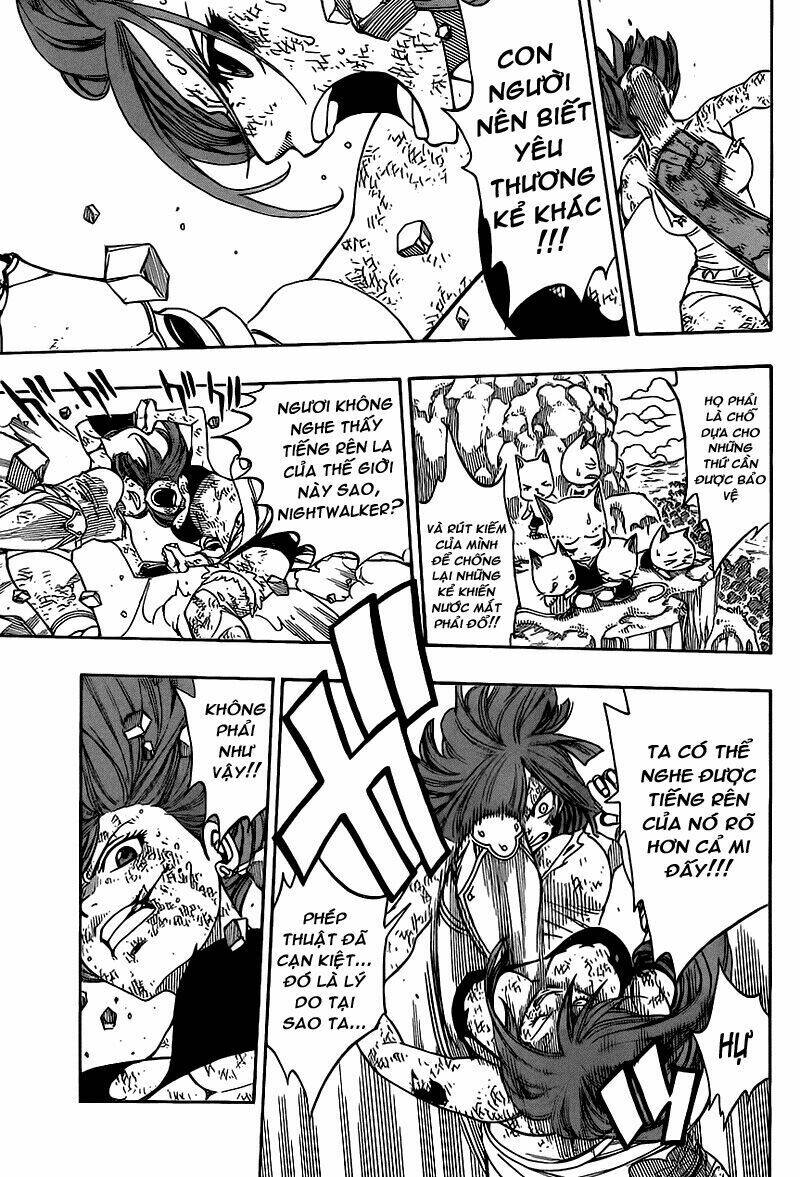 CON
NGƯỜI
NÊN BIẾT
YÊU
THƯƠNG
KẺ KHÁC
!!!
HỌ PHẢI
LÀ CHỖ
DỰA CHO
NHỮNG
THỨ CẦN
ĐƯỢC BẢO
VỆ
VÀ RÚT KIẾM
CỦA MÌNH
ĐỂ CHỐNG
LẠI NHỮNG
KẺ KHIẾN
NƯỚC MẮT
PHẢI ĐỔ!!
NGƯƠI KHÔNG
NGHE THẤY
TIẾNG RÊN LA
CỦA THẾ GIỚI
NÀY SAO,
NIGHTWALKER?
TA CÓ THỂ
NGHE ĐƯỢC
TIẾNG RÊN
CỦA NÓ RÕ
HƠN CẢ MI
ĐẤY!!!
HỰ
PHÉP
THUẬT ĐÃ
CẠN KIỆT...
ĐÓ LÀ LÝ
DO TẠI
SAO TA...
KHÔNG
PHẢI
NHƯ
VẬY!!